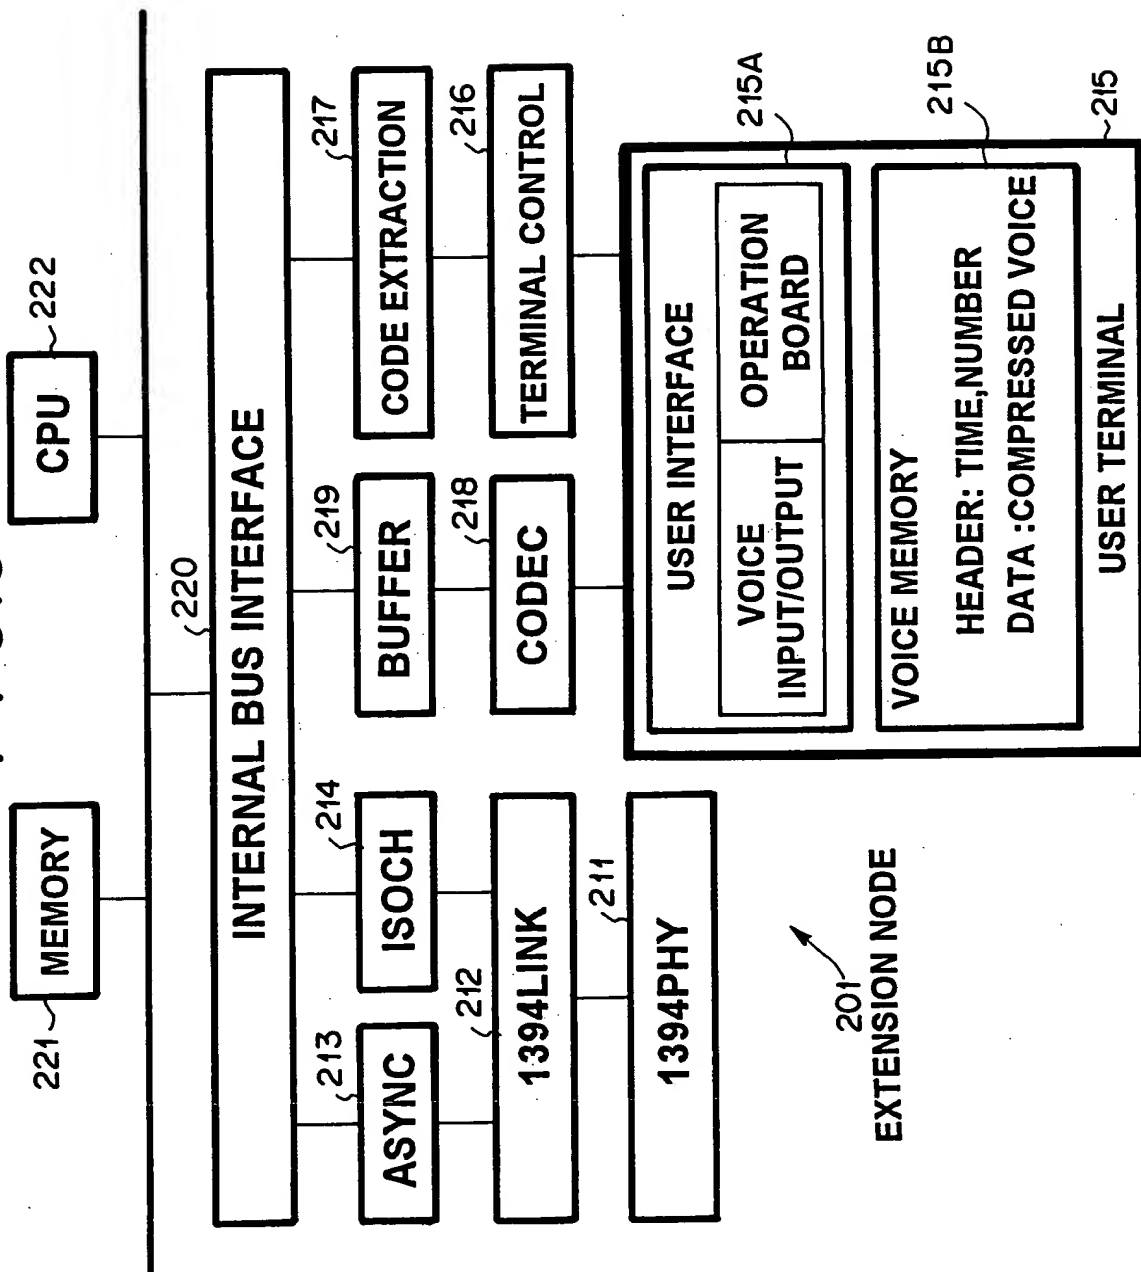 221
MEMORY
CPU
222
220
INTERNAL BUS INTERFACE
213
ASYNC
214
ISOCH
219
BUFFER
217
CODE EXTRACTION
212
1394LINK
218
CODEC
216
TERMINAL CONTROL
211
1394PHY
USER INTERFACE
215A
VOICE
INPUT/OUTPUT
OPERATION
BOARD
VOICE MEMORY
215B
HEADER: TIME,NUMBER
DATA :COMPRESSED VOICE
USER TERMINAL
215
201
EXTENSION NODE